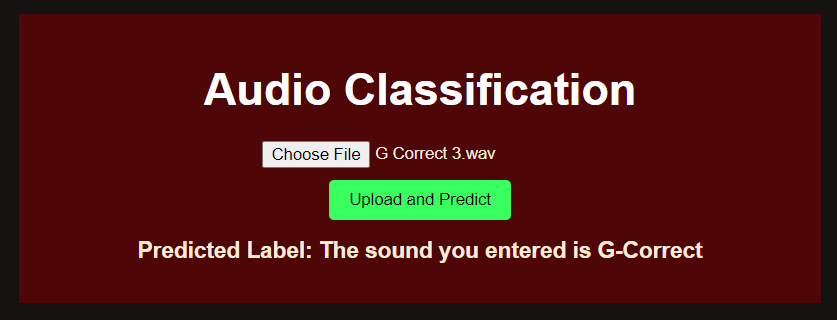 Audio Classification
Choose File G Correct 3.wav
Upload and Predict
Predicted Label: The sound you entered is G-Correct